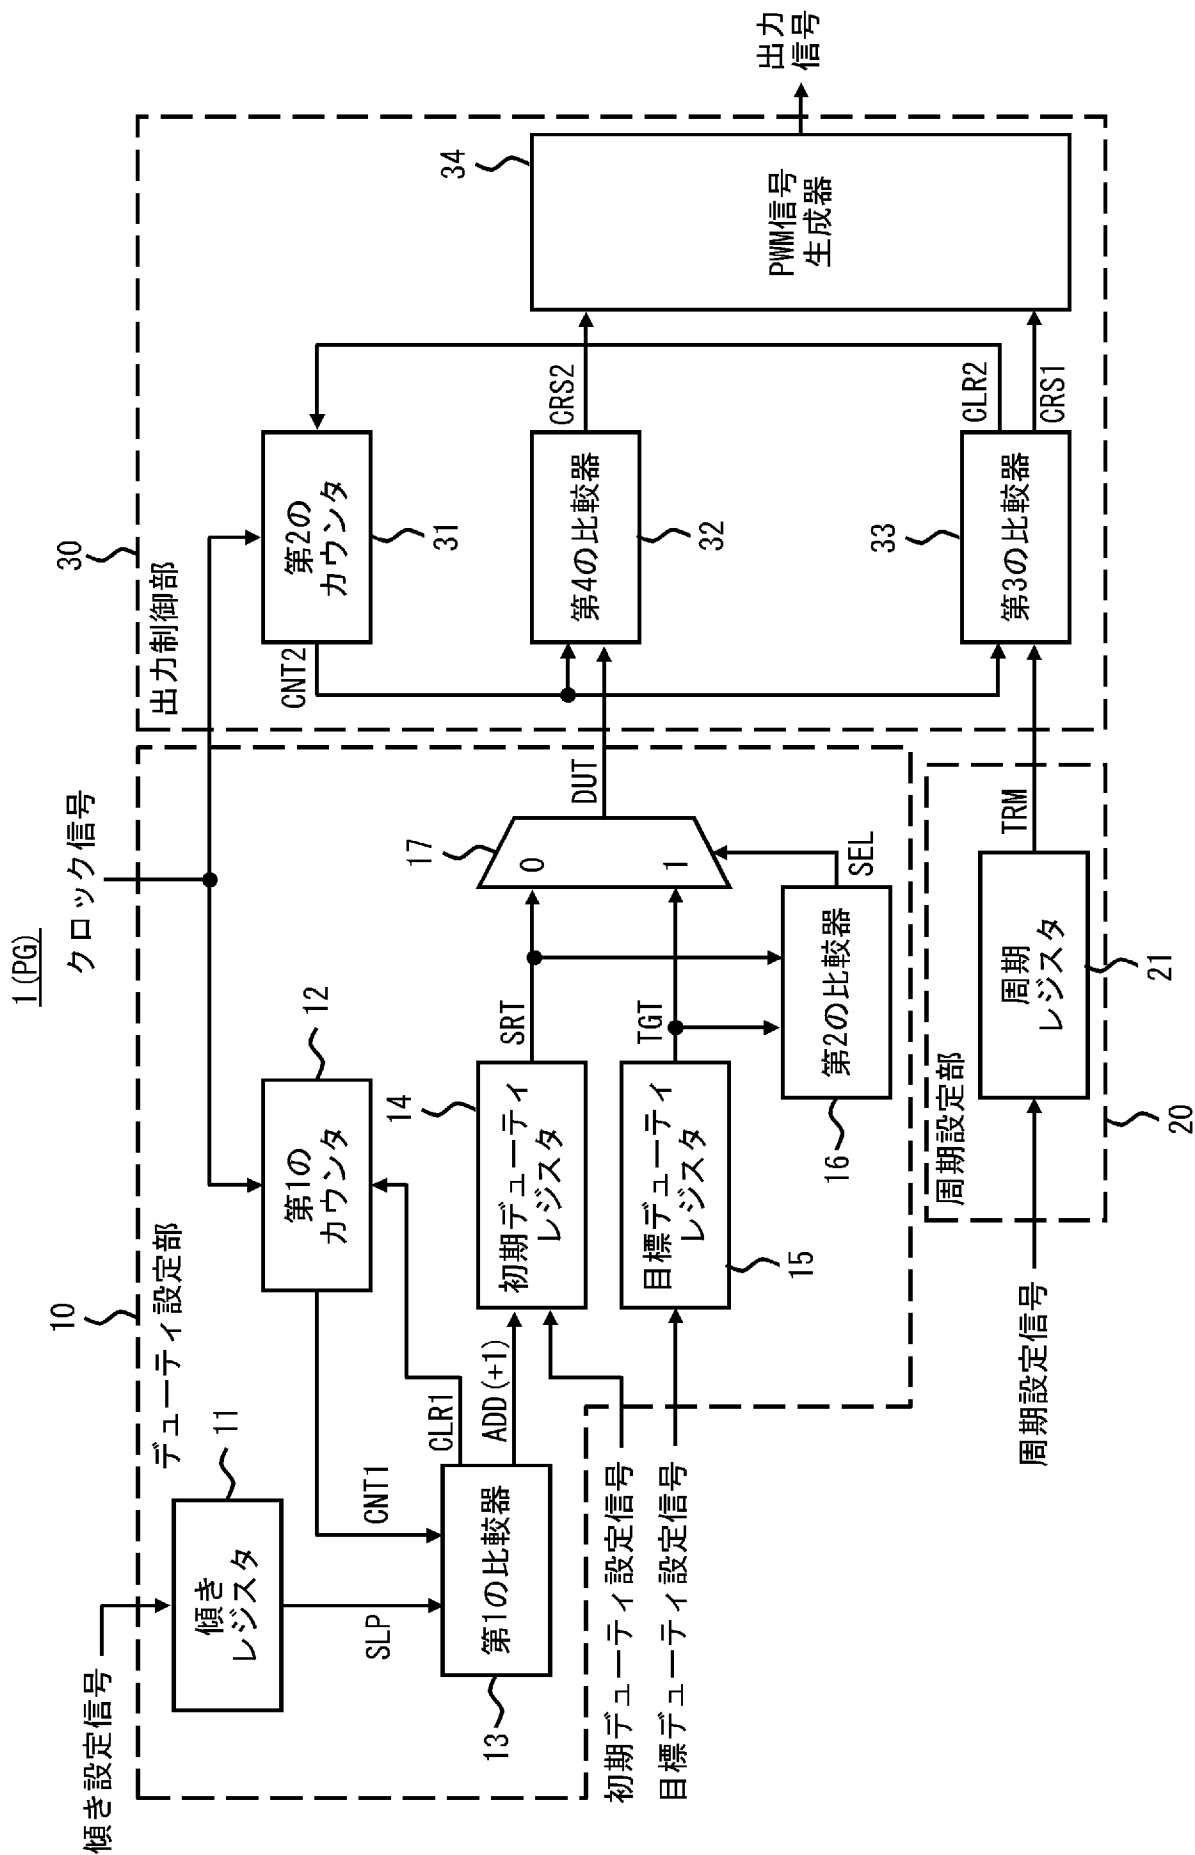 1(PG)
クロック信号
傾き設定信号
10
デューティ設定部
傾き
レジスタ
11
SLP
第1の
カウンタ
12
CNT1
CLR1
第1の比較器
13
ADD(+1)
初期デューティ
レジスタ
14
SRT
目標デューティ
レジスタ
15
TGT
第2の比較器
16
SEL
17
0
1
DUT
初期デューティ設定信号
目標デューティ設定信号
周期設定信号
周期設定部
20
周期
レジスタ
21
TRM
30
出力制御部
第2の
カウンタ
31
CNT2
第4の比較器
32
CRS2
第3の比較器
33
CLR2
CRS1
PWM信号
生成器
34
出力
信号